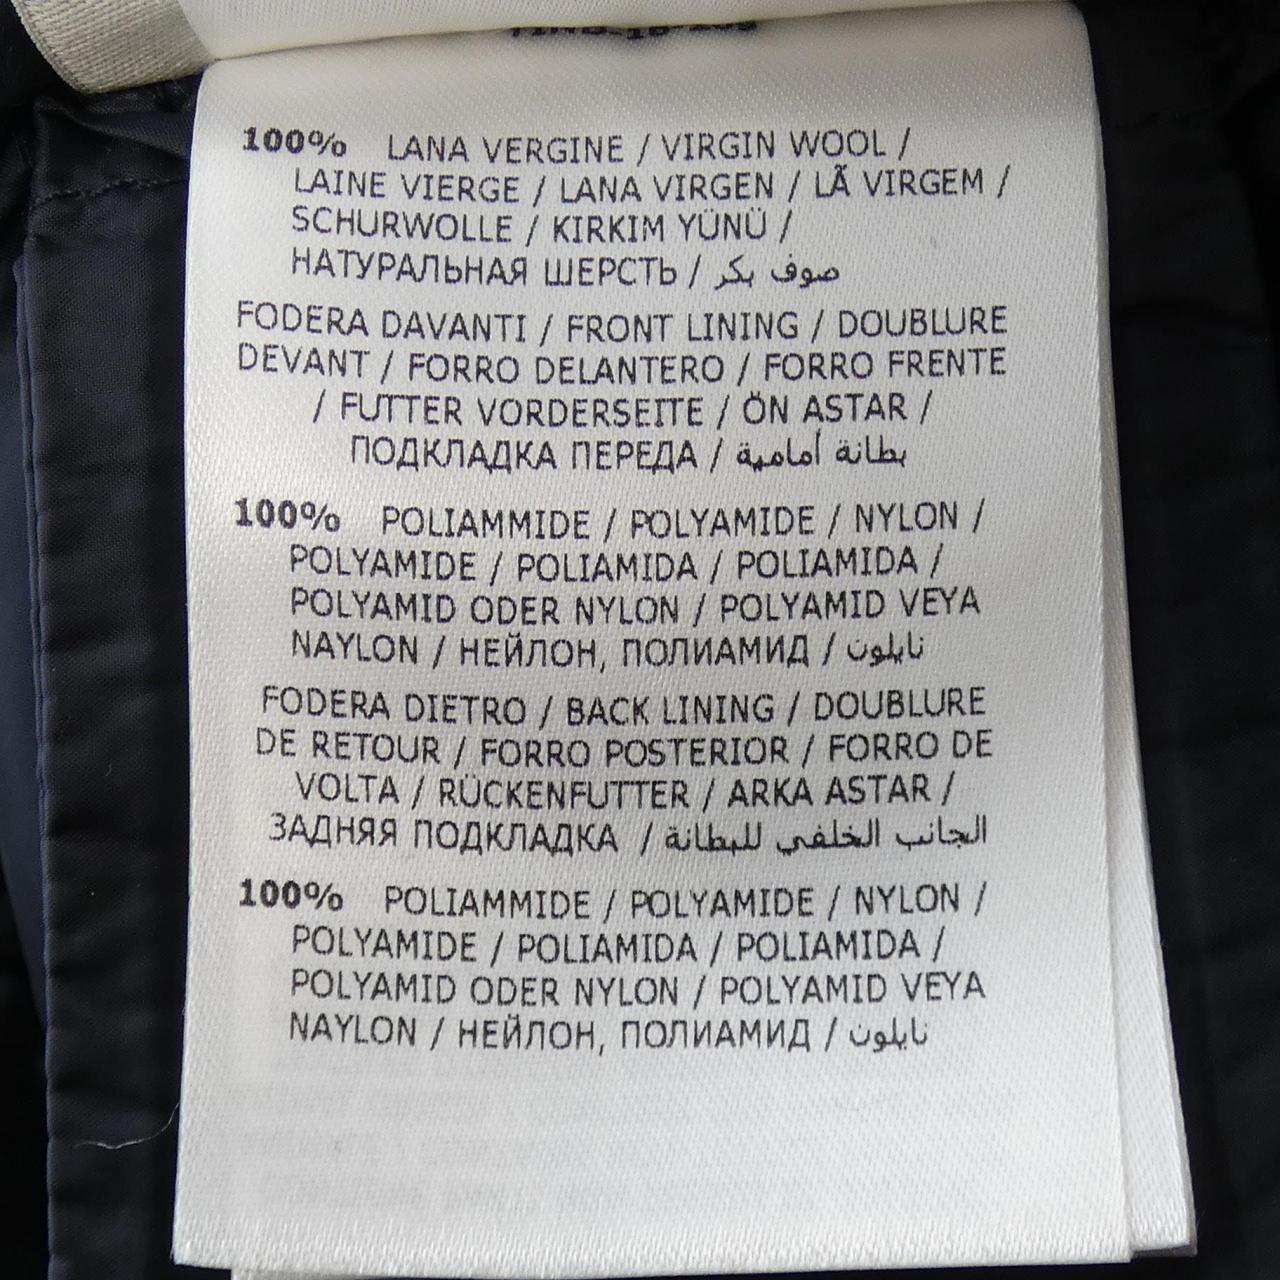 100% LANA VERGINE / VIRGIN WOOL /
LAINE VIERGE / LANA VIRGEN / LÃ VIRGEM /
SCHURWOLLE / KIRKIM YÜNÜ /
НАТУРАЛЬНАЯ ШЕРСТЬ / صوف بكر
FODERA DAVANTI / FRONT LINING / DOUBLURE
DEVANT / FORRO DELANTERO / FORRO FRENTE
/ FUTTER VORDERSEITE / ÖN ASTAR /
ПОДКЛАДКА ПЕРЕДА / بطانة أمامية
100% POLIAMMIDE / POLYAMIDE / NYLON /
POLYAMIDE / POLIAMIDA / POLIAMIDA /
POLYAMID ODER NYLON / POLYAMID VEYA
NAYLON / НЕЙЛОН, ПОЛИАМИД / نايلون
FODERA DIETRO / BACK LINING / DOUBLURE
DE RETOUR / FORRO POSTERIOR / FORRO DE
VOLTA / RÜCKENFUTTER / ARKA ASTAR /
ЗАДНЯЯ ПОДКЛАДКА / الجانب الخلفي للبطانة
100% POLIAMMIDE / POLYAMIDE / NYLON /
POLYAMIDE / POLIAMIDA / POLIAMIDA /
POLYAMID ODER NYLON / POLYAMID VEYA
NAYLON / НЕЙЛОН, ПОЛИАМИД / نايلون